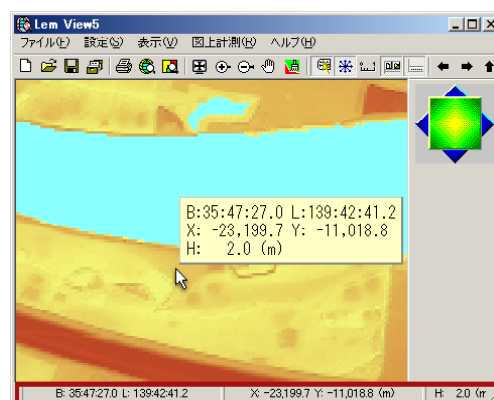 Lem View5
ファイル(F) 設定(S) 表示(V) 図上計測(R) ヘルプ(H)
B:35:47:27.0 L:139:42:41.2
X: -23,199.7 Y: -11,018.8
H: 2.0 (m)
B: 35:47:27.0 L: 139:42:41.2 X: -23,199.7 Y: -11,018.8 (m) H: 2.0 (m